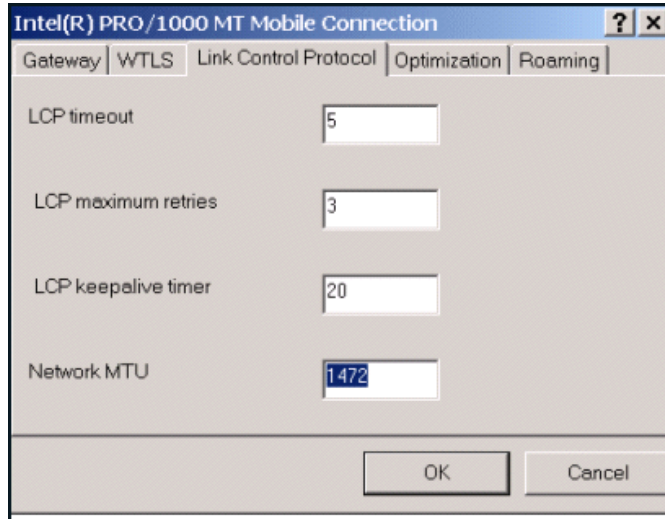 Intel(R) PRO/1000 MT Mobile Connection ? ×
Gateway WTLS Link Control Protocol Optimization Roaming
LCP timeout 5
LCP maximum retries 3
LCP keepalive timer 20
Network MTU 1472
OK Cancel